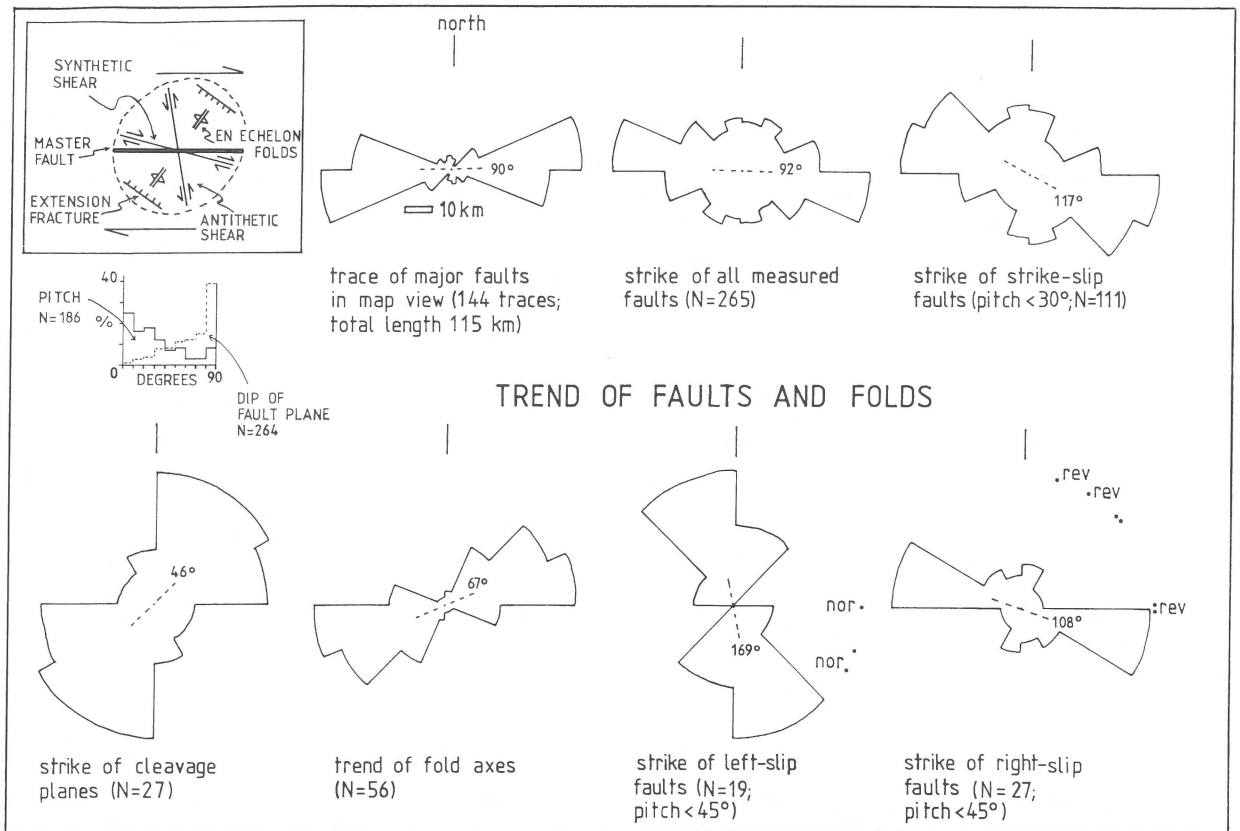 north
SYNTHETIC
SHEAR
MASTER
FAULT
EN ECHELON
FOLDS
EXTENSION
FRACTURE
ANTITHETIC
SHEAR
90°
10 km
trace of major faults
in map view (144 traces;
total length 115 km)
92°
strike of all measured
faults (N=265)
117°
strike of strike-slip
faults (pitch < 30°; N=111)
40
PITCH
N=186
%
0
DEGREES
90
DIP OF
FAULT PLANE
N=264
TREND OF FAULTS AND FOLDS
46°
strike of cleavage
planes (N=27)
67°
trend of fold axes
(N=56)
169°
nor
nor
strike of left-slip
faults (N=19;
pitch < 45°)
rev
rev
rev
108°
strike of right-slip
faults (N = 27;
pitch < 45°)